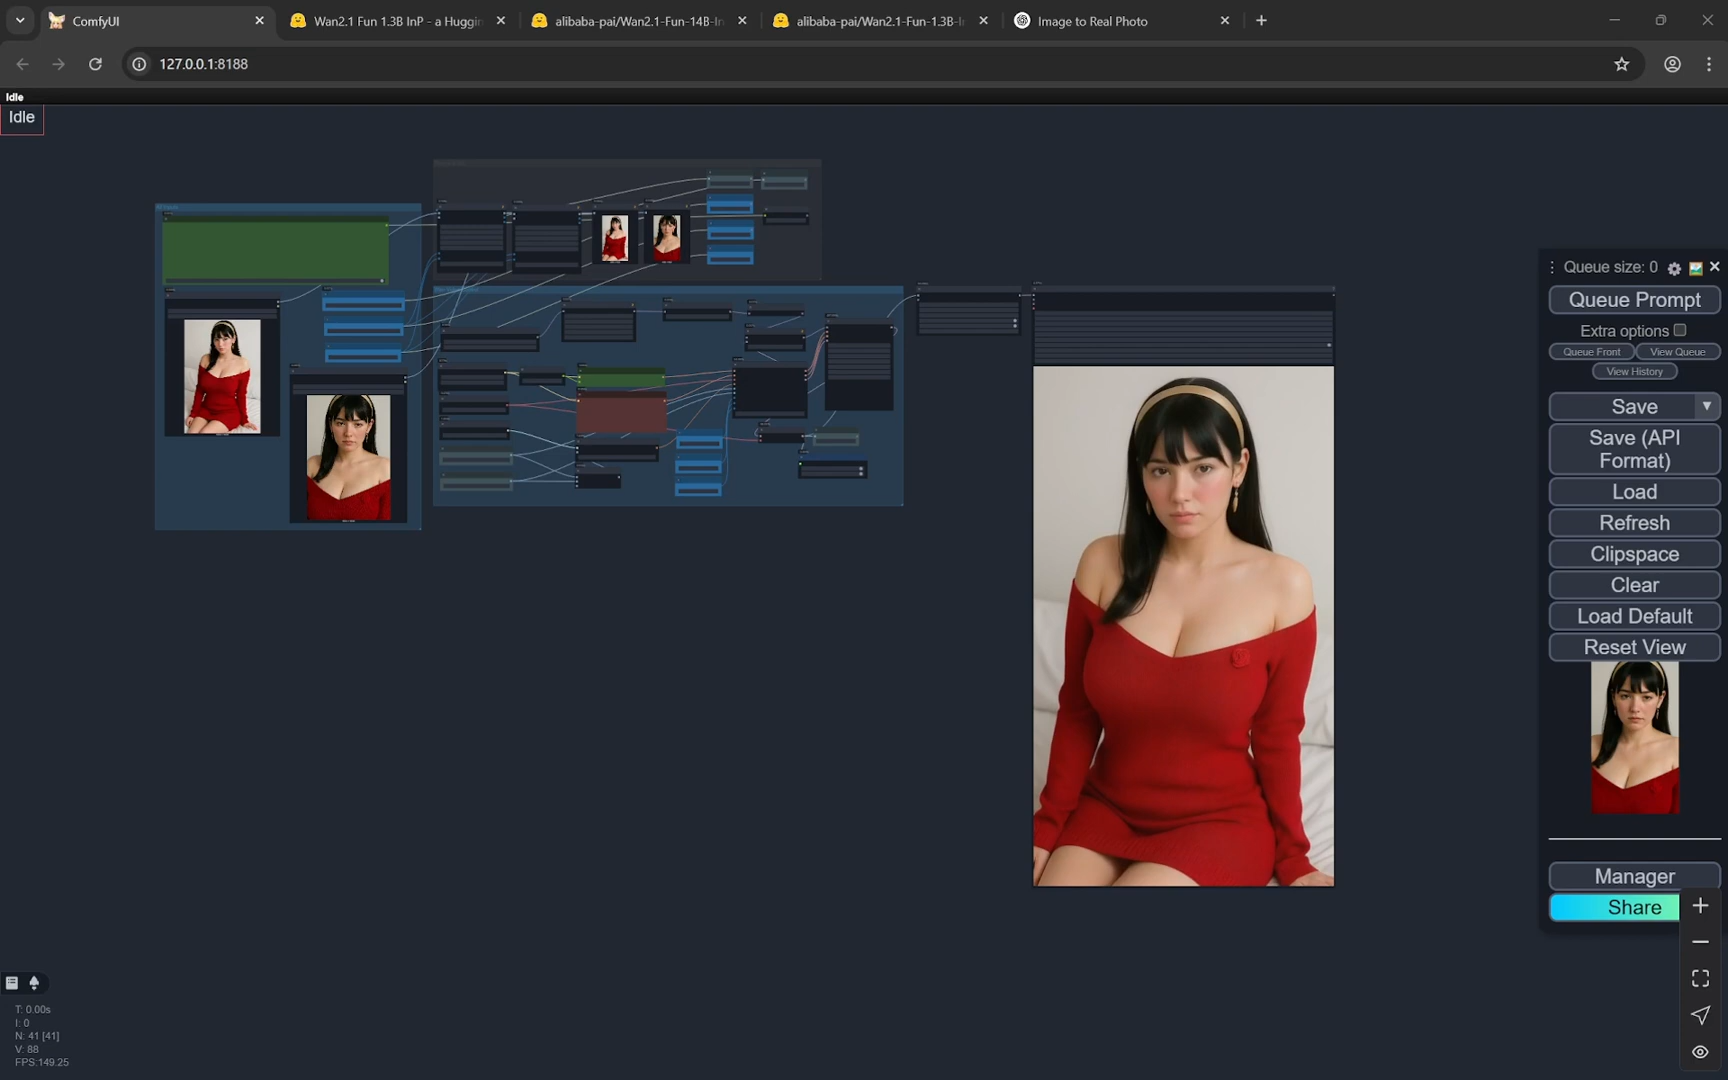 ComfyUI
Wan2.1 Fun 1.3B InP - a Huggin
alibaba-pai/Wan2.1-Fun-14B-In
alibaba-pai/Wan2.1-Fun-1.3B-In
Image to Real Photo
127.0.0.1:8188
Idle
Idle
Queue size: 0
Queue Prompt
Extra options
Queue Front
View Queue
View History
Save
Save (API
Format)
Load
Refresh
Clipspace
Clear
Load Default
Reset View
Manager
Share
T: 0.00s
I: 0
N: 41 [41]
V: 88
FPS:149.25